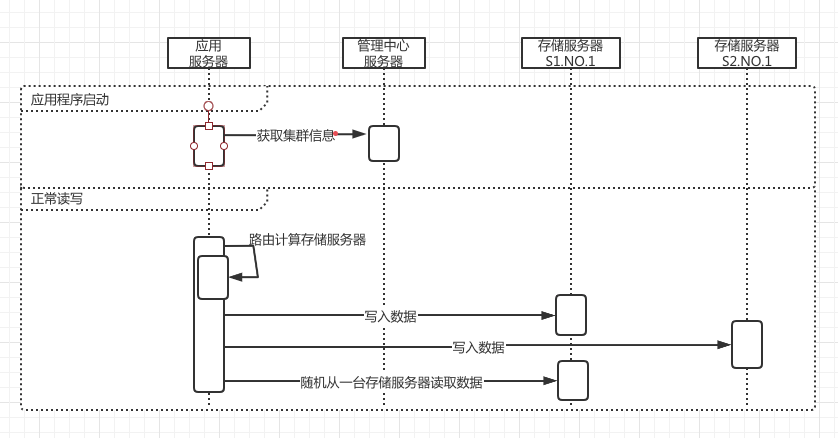 应用
服务器
管理中心
服务器
存储服务器
S1.NO.1
存储服务器
S2.NO.1
应用程序启动
获取集群信息
正常读写
路由计算存储服务器
写入数据
写入数据
随机从一台存储服务器读取数据